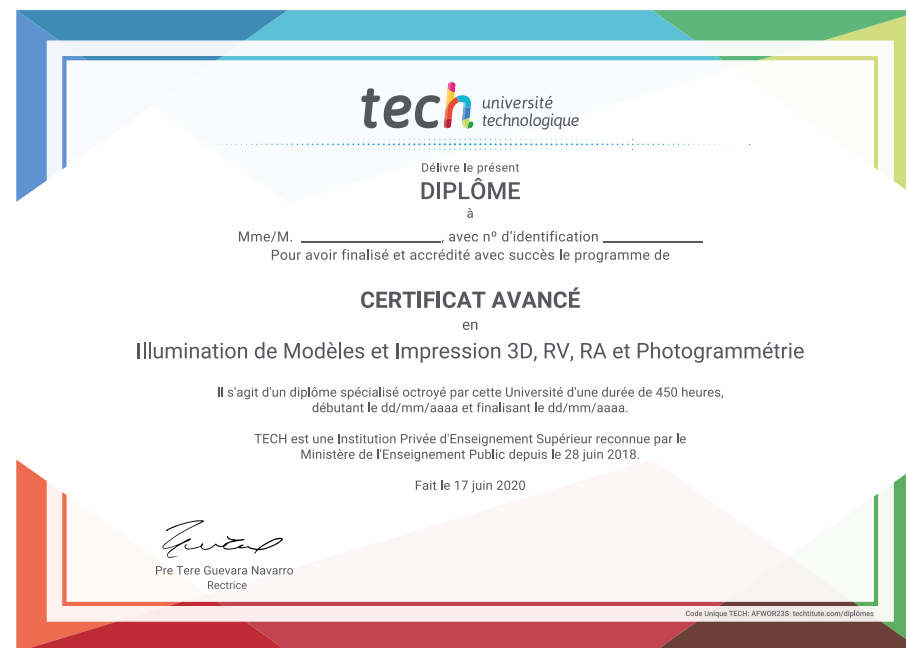 tech université
technologique
Délivre le présent
DIPLÔME
à
Mme/M. ____________________, avec nº d'identification ______________
Pour avoir finalisé et accrédité avec succès le programme de
CERTIFICAT AVANCÉ
en
Illumination de Modèles et Impression 3D, RV, RA et Photogrammétrie
Il s'agit d'un diplôme spécialisé octroyé par cette Université d'une durée de 450 heures,
débutant le dd/mm/aaaa et finalisant le dd/mm/aaaa.
TECH est une Institution Privée d'Enseignement Supérieur reconnue par le
Ministère de l'Enseignement Public depuis le 28 juin 2018.
Fait le 17 juin 2020
Pre Tere Guevara Navarro
Rectrice
Code Unique TECH: AFWOR23S techtitute.com/diplômes